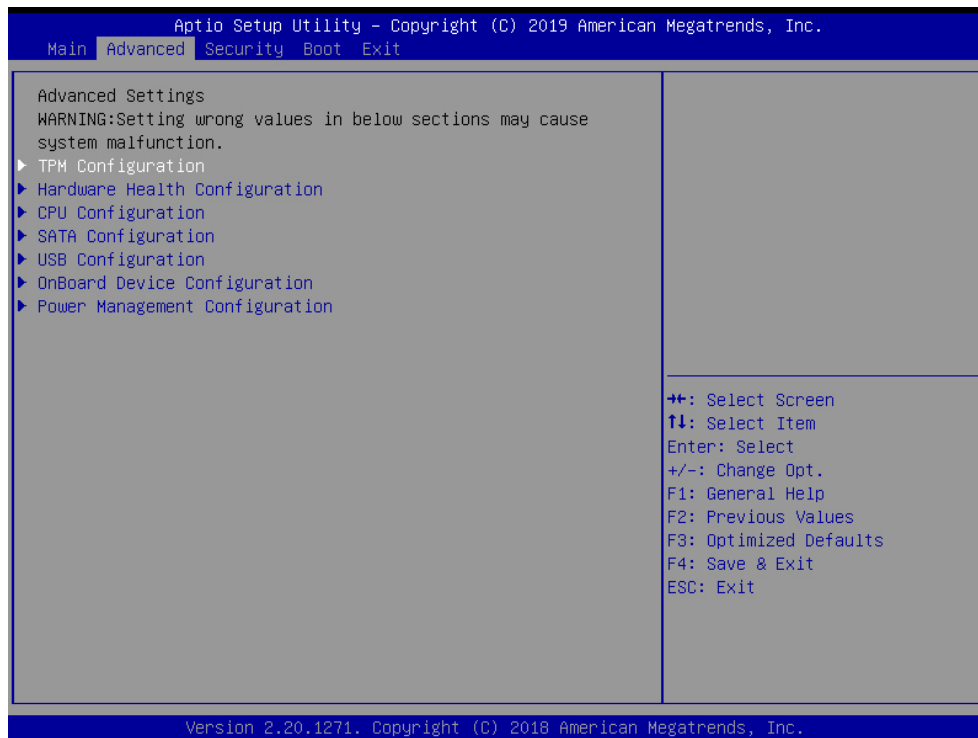 Aptio Setup Utility – Copyright (C) 2019 American Megatrends, Inc.
Main Advanced Security Boot Exit
Advanced Settings
WARNING:Setting wrong values in below sections may cause
system malfunction.
▶ TPM Configuration
▶ Hardware Health Configuration
▶ CPU Configuration
▶ SATA Configuration
▶ USB Configuration
▶ OnBoard Device Configuration
▶ Power Management Configuration
→←: Select Screen
↑↓: Select Item
Enter: Select
+/-: Change Opt.
F1: General Help
F2: Previous Values
F3: Optimized Defaults
F4: Save & Exit
ESC: Exit
Version 2.20.1271. Copyright (C) 2018 American Megatrends, Inc.